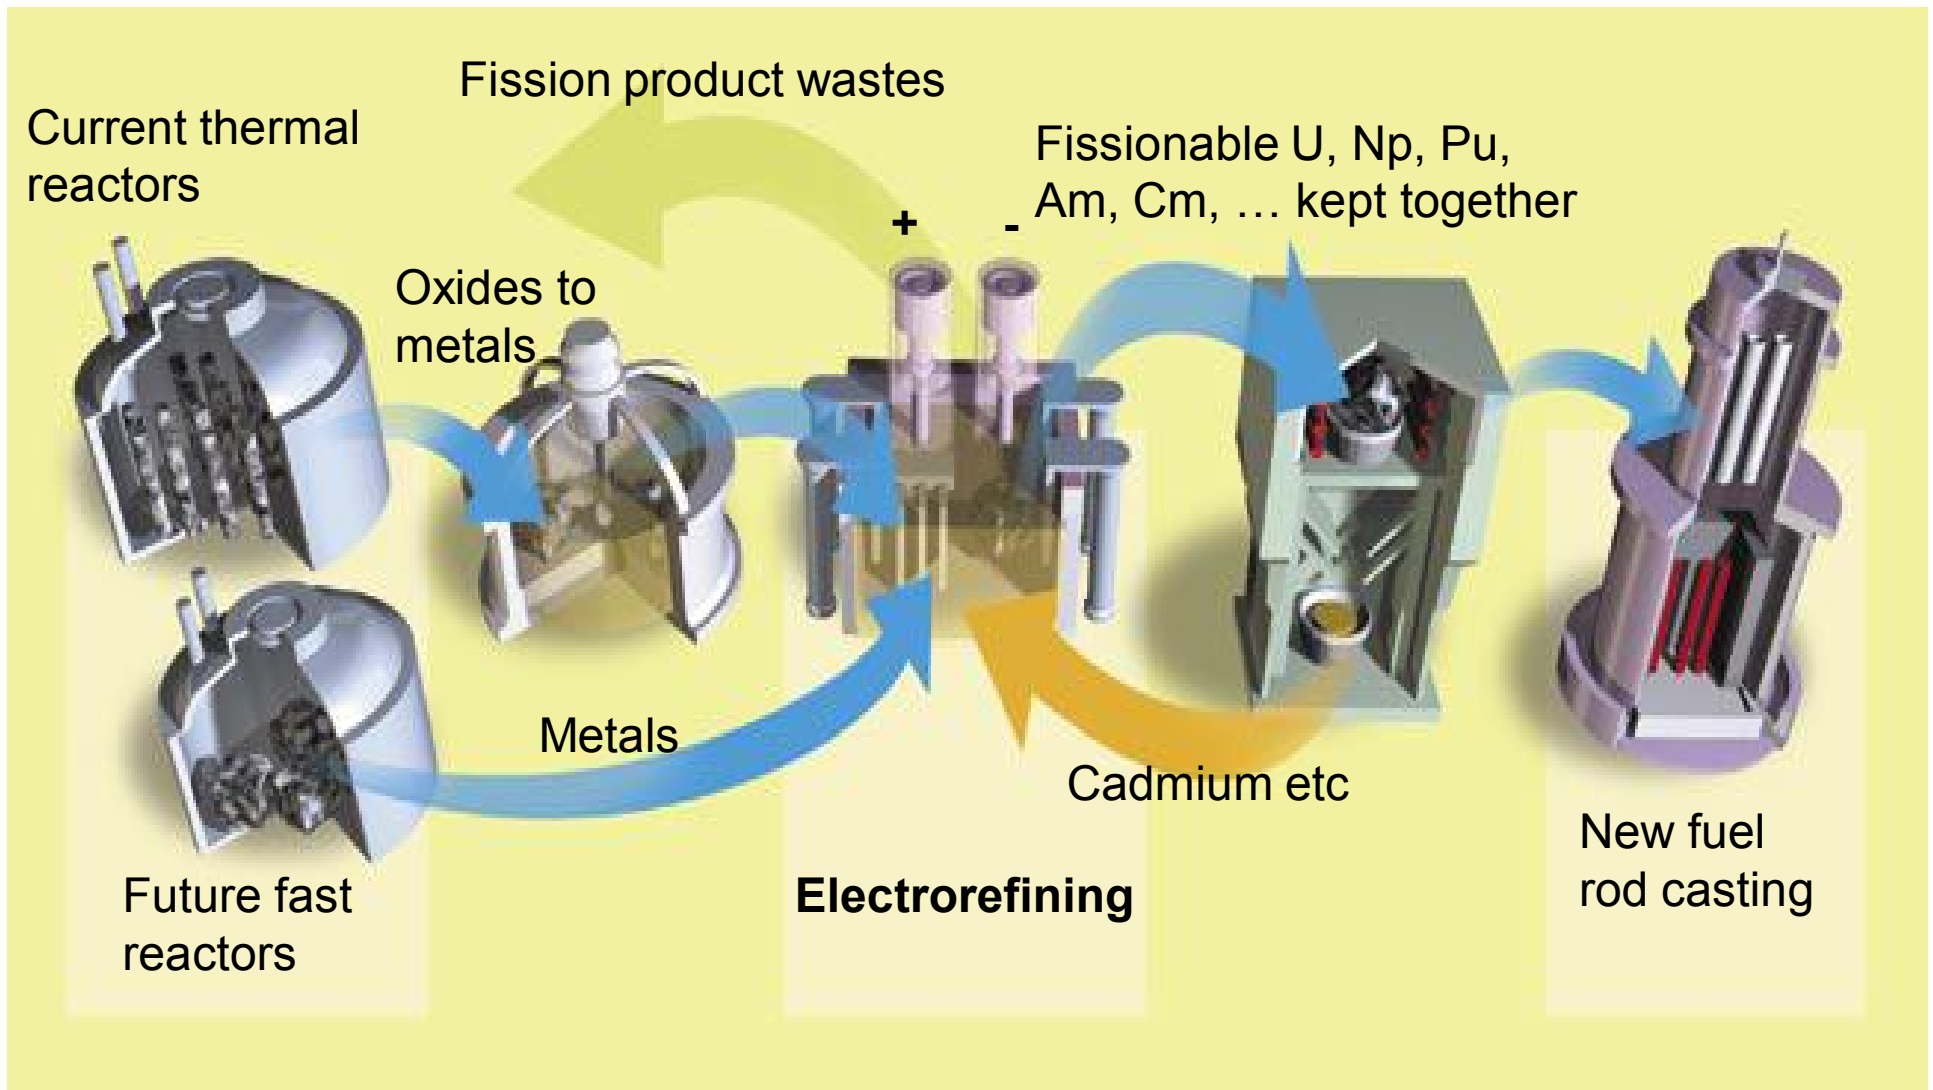 Fission product wastes
Current thermal
reactors
Fissionable U, Np, Pu,
Am, Cm, … kept together
+ -
Oxides to
metals
Metals
Cadmium etc
New fuel
rod casting
Future fast
reactors
Electrorefining